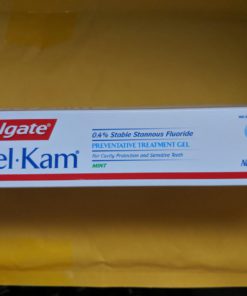 lgate®
el-Kam®
0.4% Stable Stannous Fluoride
PREVENTATIVE TREATMENT GEL
For Cavity Protection and Sensitive Teeth
MINT